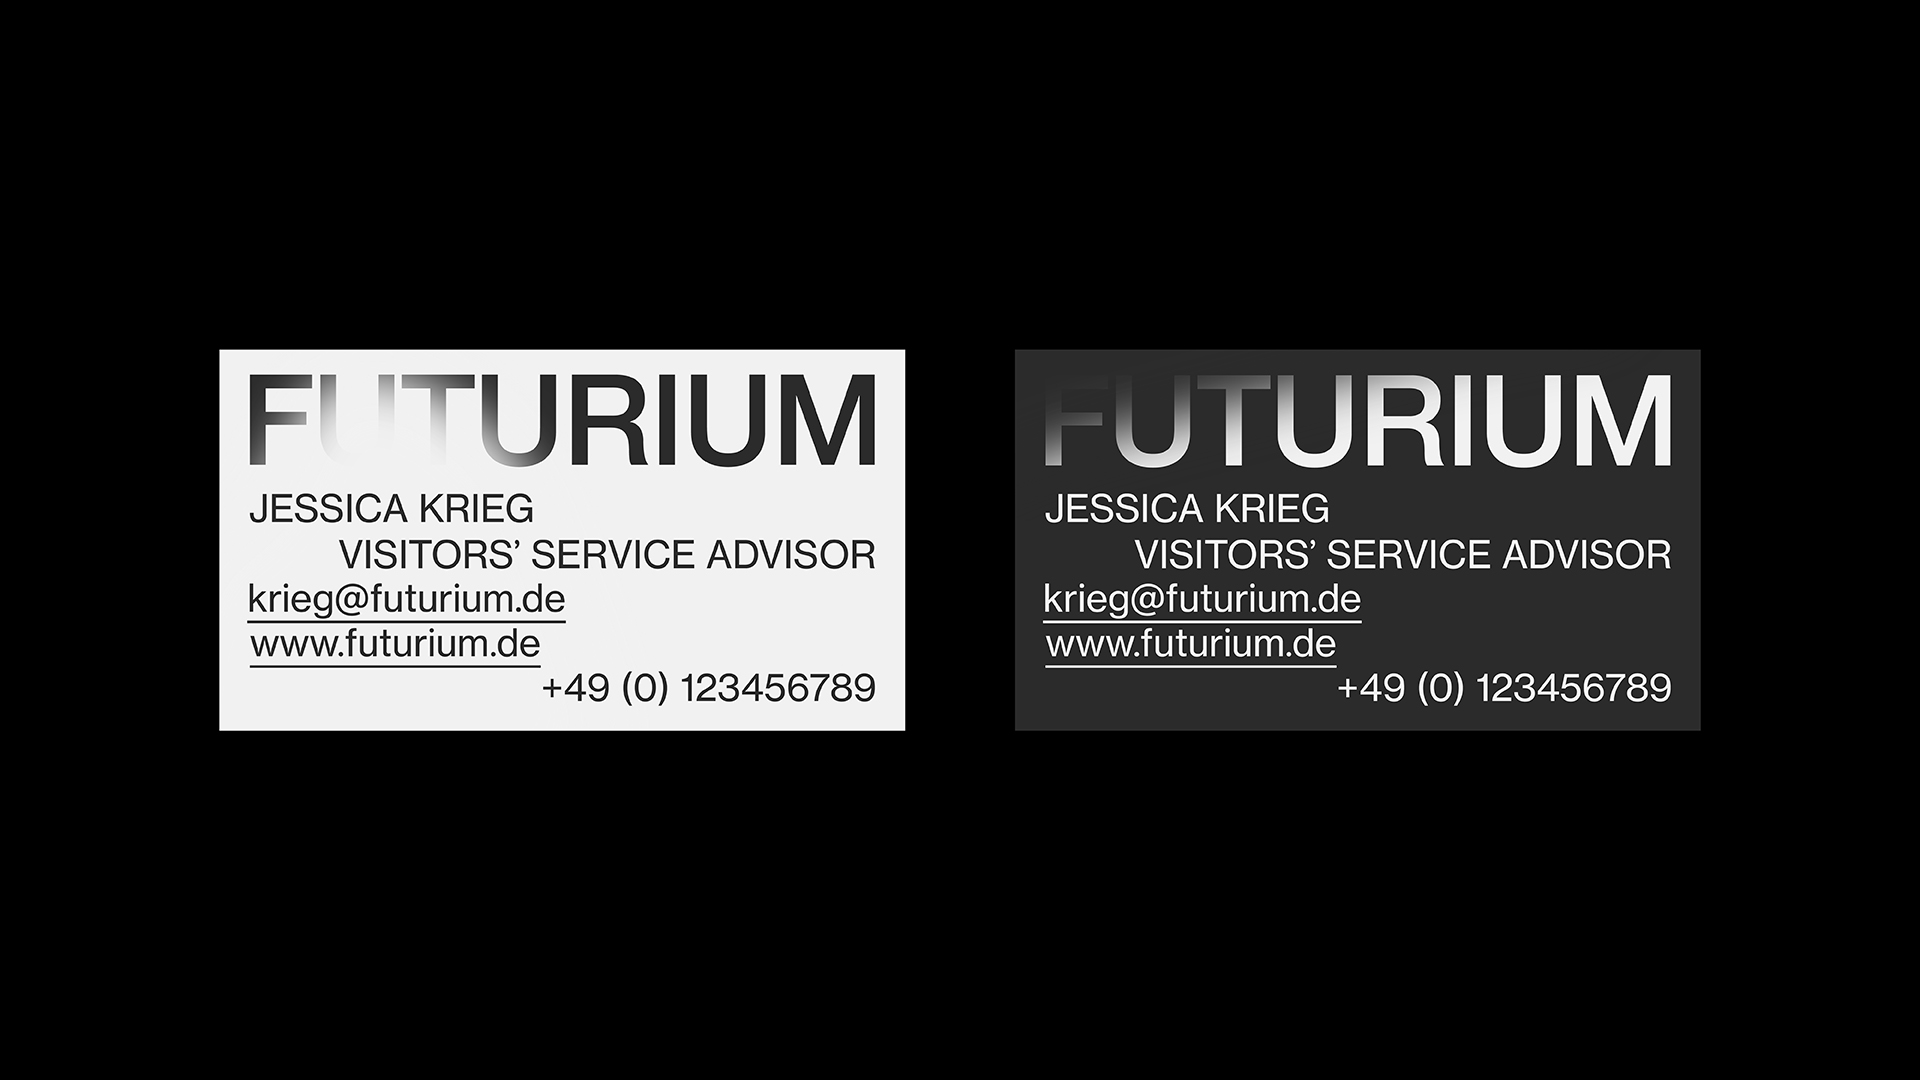 FUTURIUM
JESSICA KRIEG
VISITORS’ SERVICE ADVISOR
krieg@futurium.de
www.futurium.de
+49 (0) 123456789
FUTURIUM
JESSICA KRIEG
VISITORS’ SERVICE ADVISOR
krieg@futurium.de
www.futurium.de
+49 (0) 123456789